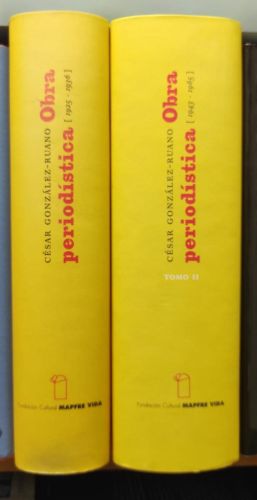 CÉSAR GONZÁLEZ-RUANO
Obra
periodística [ 1925 - 1936 ]
Fundación Cultural MAPFRE VIDA
CÉSAR GONZÁLEZ-RUANO
Obra
periodística [ 1943 - 1965 ]
TOMO II
Fundación Cultural MAPFRE VIDA